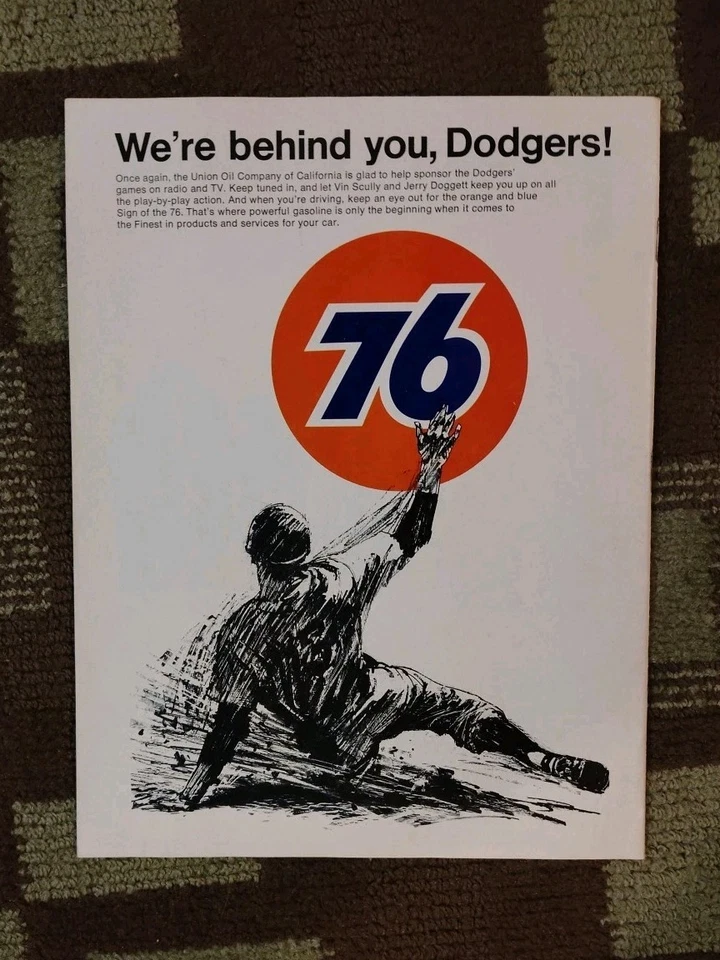 We're behind you, Dodgers!
Once again, the Union Oil Company of California is glad to help sponsor the Dodgers'
games on radio and TV. Keep tuned in, and let Vin Scully and Jerry Doggett keep you up on all
the play-by-play action. And when you're driving, keep an eye out for the orange and blue
Sign of the 76. That's where powerful gasoline is only the beginning when it comes to
the Finest in products and services for your car.
76